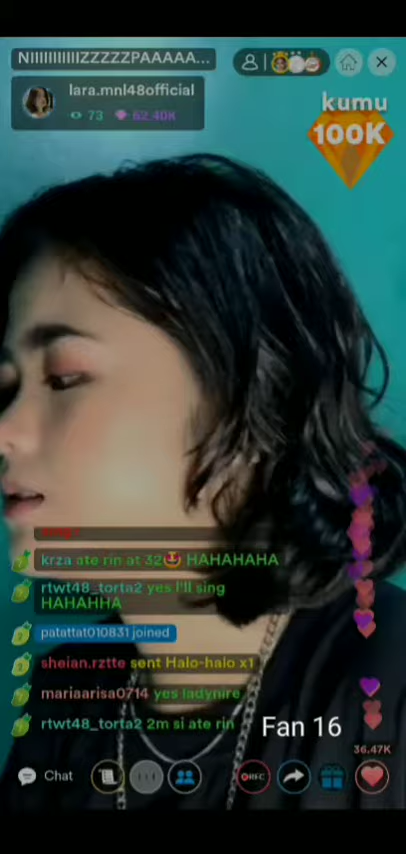 NIIIIIIIIIIIZZZZZPAAAAA...
lara.mnl48official
73 62.40K
kumu
100K
krza ate rin at 32🤩 HAHAHAHA
rtwt48_torta2 yes I'll sing
HAHAHHA
patattat010831 joined
sheian.rztte sent Halo-halo x1
mariaarisa0714 yes ladynire
rtwt48_torta2 2m si ate rin
Fan 16
36.47K
Chat